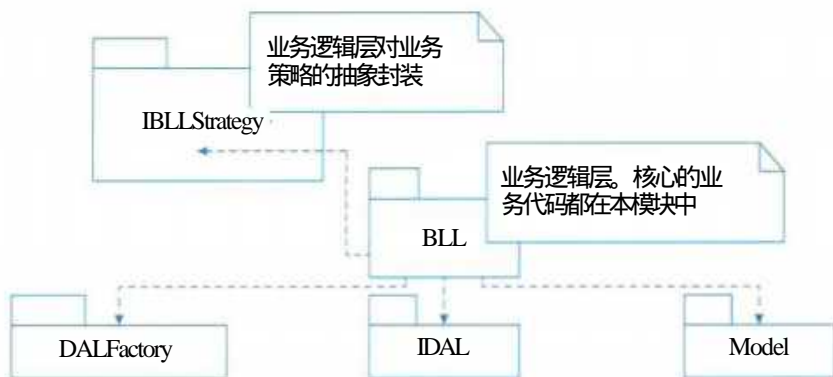 业务逻辑层对业务
策略的抽象封装
IBLLStrategy
业务逻辑层。核心的业
务代码都在本模块中
BLL
DALFactory
IDAL
Model